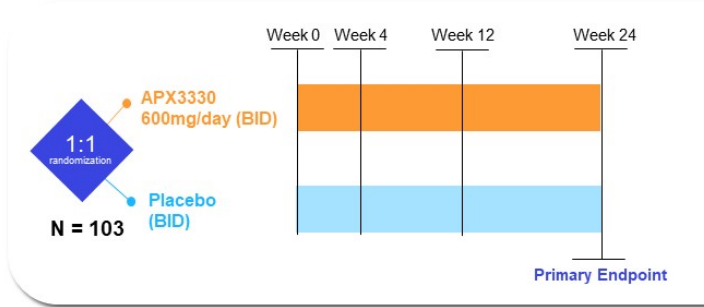 Week 0 Week 4 Week 12 Week 24
APX3330
600mg/day (BID)
1:1
randomization
Placebo
(BID)
N = 103
Primary Endpoint